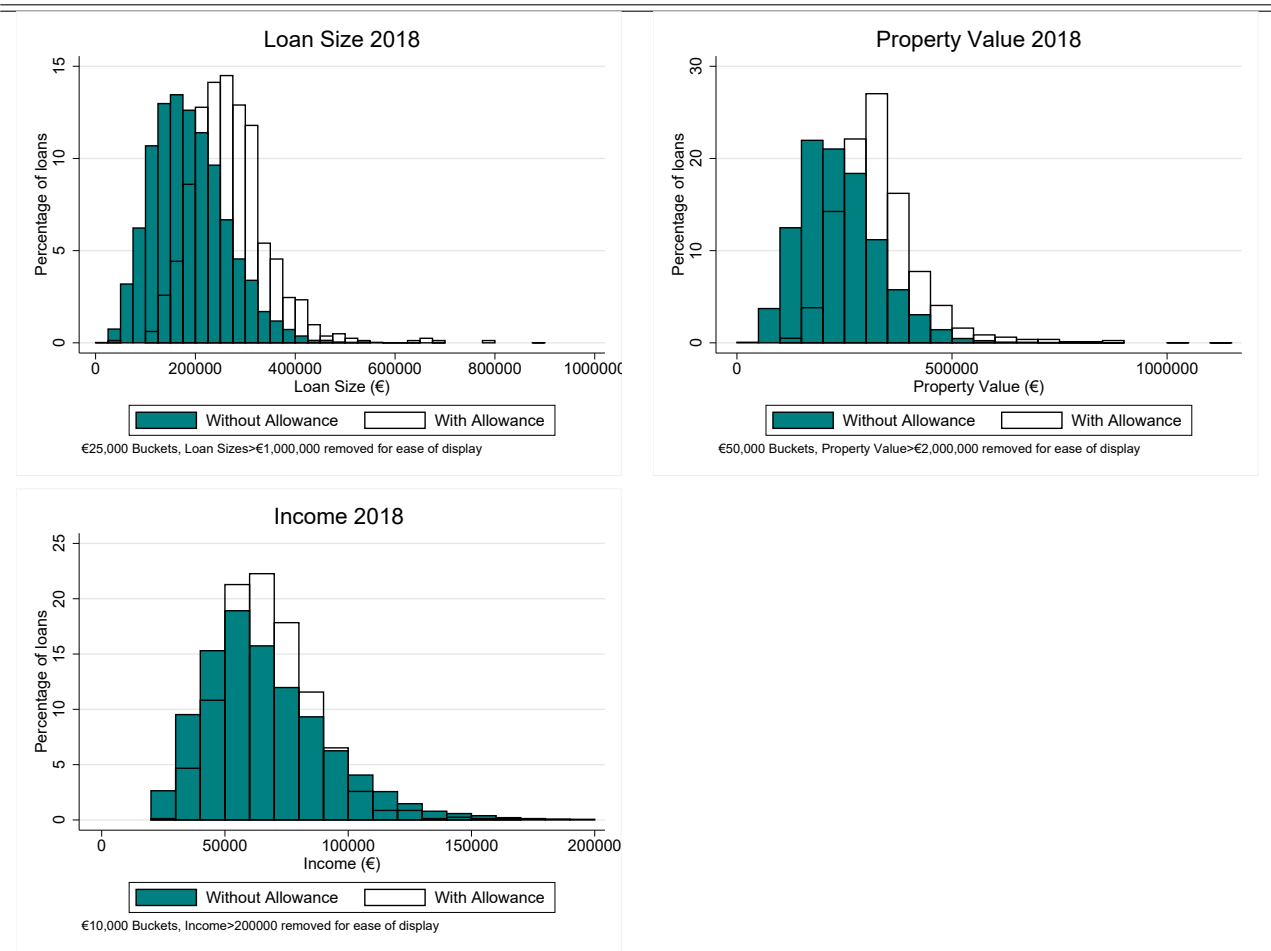 Loan Size 2018
15
10
5
0
Percentage of loans
0 200000 400000 600000 800000 1000000
Loan Size (€)
Without Allowance With Allowance
€25,000 Buckets, Loan Sizes>€1,000,000 removed for ease of display
Property Value 2018
30
20
10
0
Percentage of loans
0 500000 1000000
Property Value (€)
Without Allowance With Allowance
€50,000 Buckets, Property Value>€2,000,000 removed for ease of display
Income 2018
25
20
15
10
5
0
Percentage of loans
0 50000 100000 150000 200000
Income (€)
Without Allowance With Allowance
€10,000 Buckets, Income>200000 removed for ease of display